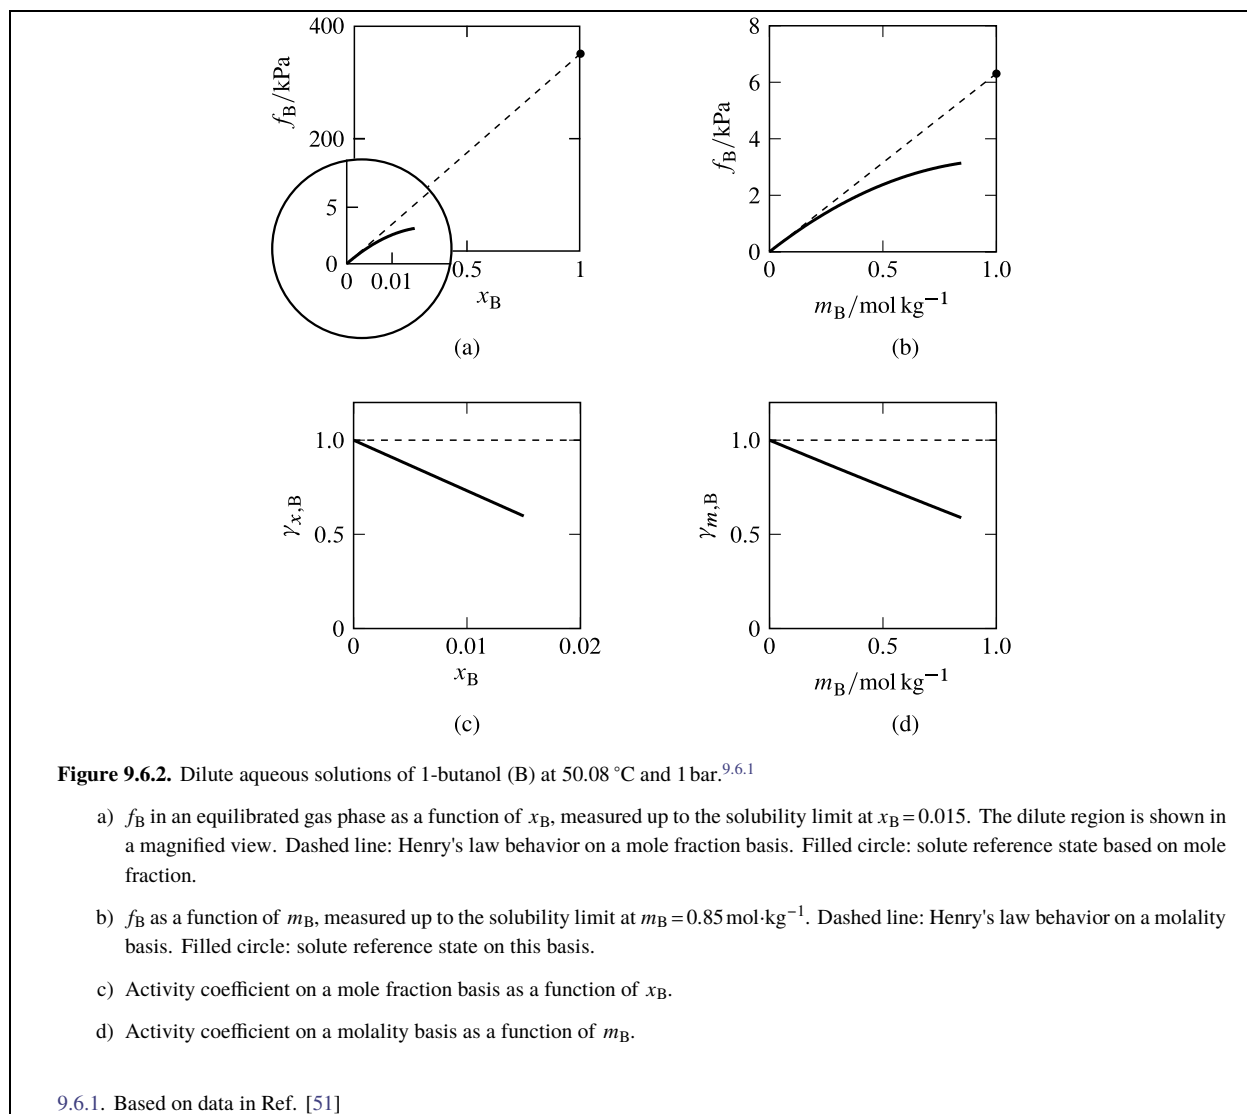 400
200
f_B/kPa
5
0
0 0.01 0.5 1
x_B
(a)
8
6
4
2
0
f_B/kPa
0 0.5 1.0
m_B/mol kg⁻¹
(b)
1.0
0.5
0
γ_x,B
0 0.01 0.02
x_B
(c)
1.0
0.5
0
γ_m,B
0 0.5 1.0
m_B/mol kg⁻¹
(d)
Figure 9.6.2. Dilute aqueous solutions of 1-butanol (B) at 50.08 °C and 1 bar.9.6.1
a) f_B in an equilibrated gas phase as a function of x_B, measured up to the solubility limit at x_B = 0.015. The dilute region is shown in
a magnified view. Dashed line: Henry's law behavior on a mole fraction basis. Filled circle: solute reference state based on mole
fraction.
b) f_B as a function of m_B, measured up to the solubility limit at m_B = 0.85 mol·kg⁻¹. Dashed line: Henry's law behavior on a molality
basis. Filled circle: solute reference state on this basis.
c) Activity coefficient on a mole fraction basis as a function of x_B.
d) Activity coefficient on a molality basis as a function of m_B.
9.6.1. Based on data in Ref. [51]